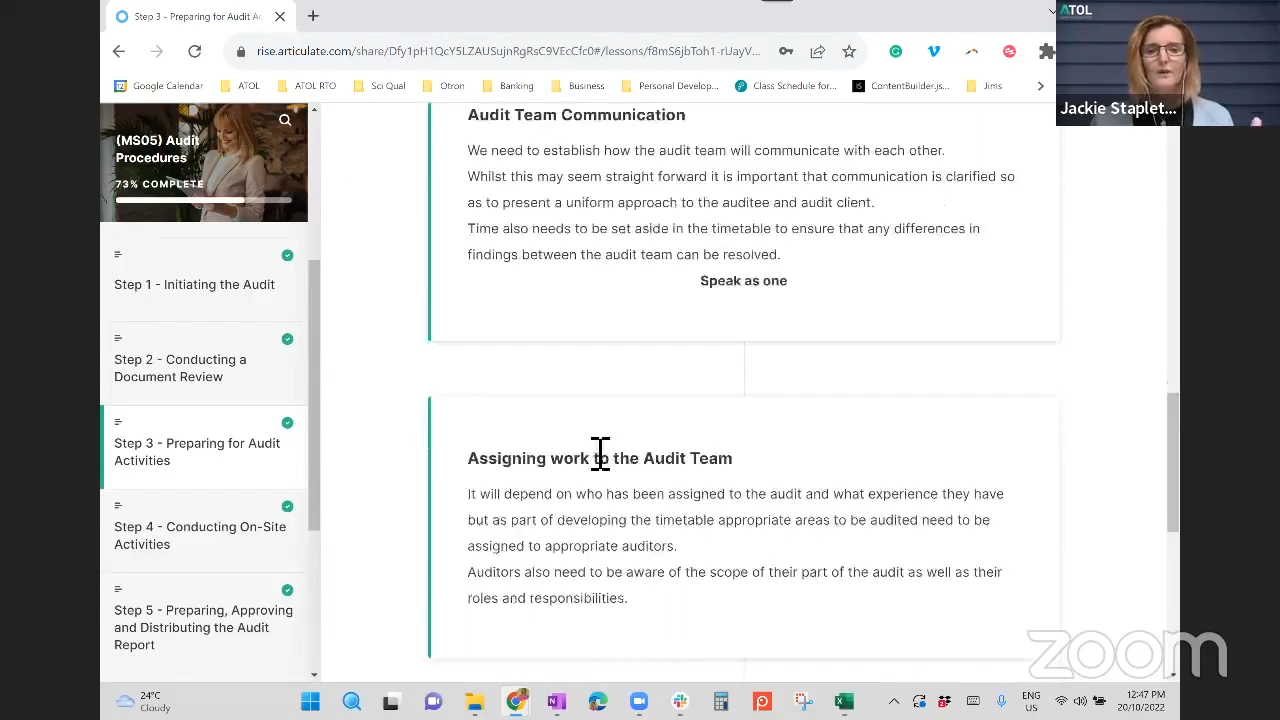 Step 3 - Preparing for Audit Ac
rise.articulate.com/share/Dfy1pH1QcY5LZAJSujnRgRsC9VEcCfc0#/lessons/f8mS6jbToh1-rUayV...
Google Calendar
ATOL
ATOL RTO
Sci Qual
Otron
Banking
Business
Personal Develop...
Class Schedule for...
ContentBuilder.js...
Jims
ATOL
Jackie Staplet...
(MS05) Audit
Procedures
73% COMPLETE
Step 1 - Initiating the Audit
Step 2 - Conducting a
Document Review
Step 3 - Preparing for Audit
Activities
Step 4 - Conducting On-Site
Activities
Step 5 - Preparing, Approving
and Distributing the Audit
Report
Audit Team Communication
We need to establish how the audit team will communicate with each other.
Whilst this may seem straight forward it is important that communication is clarified so
as to present a uniform approach to the auditee and audit client.
Time also needs to be set aside in the timetable to ensure that any differences in
findings between the audit team can be resolved.
Speak as one
Assigning work to the Audit Team
It will depend on who has been assigned to the audit and what experience they have
but as part of developing the timetable appropriate areas to be audited need to be
assigned to appropriate auditors.
Auditors also need to be aware of the scope of their part of the audit as well as their
roles and responsibilities.
zoom
24°C
Cloudy
ENG
US
12:47 PM
20/10/2022